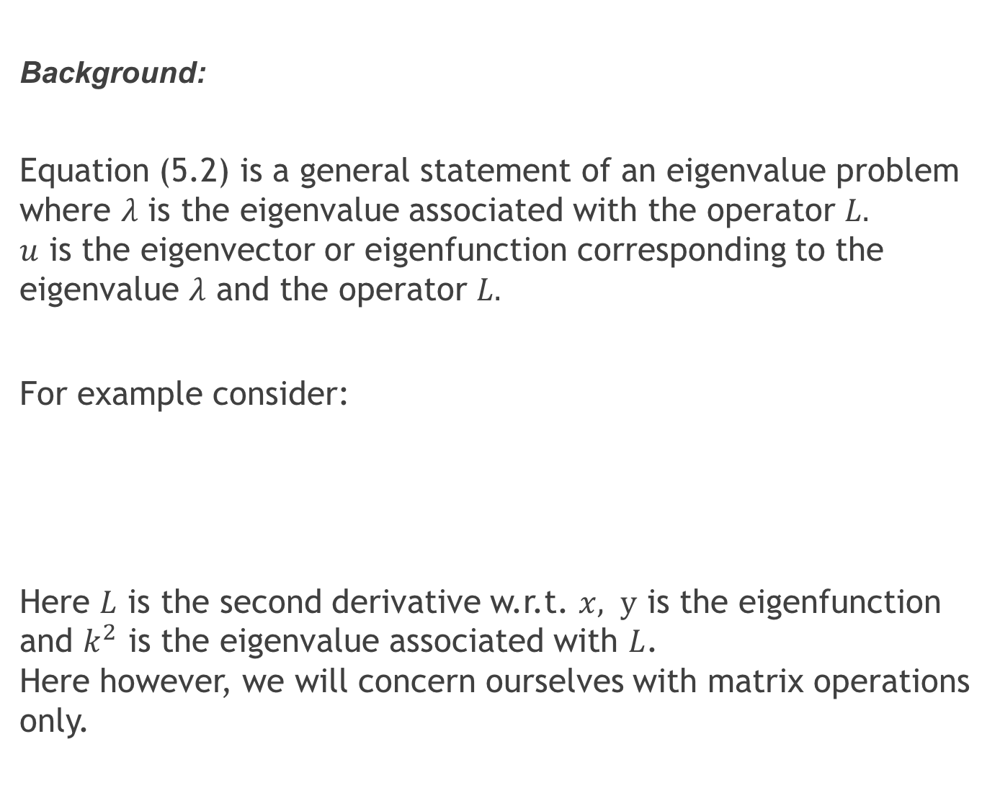 Background:
Equation (5.2) is a general statement of an eigenvalue problem
where λ is the eigenvalue associated with the operator L.
u is the eigenvector or eigenfunction corresponding to the
eigenvalue λ and the operator L.
For example consider:
Here L is the second derivative w.r.t. x, y is the eigenfunction
and k² is the eigenvalue associated with L.
Here however, we will concern ourselves with matrix operations
only.